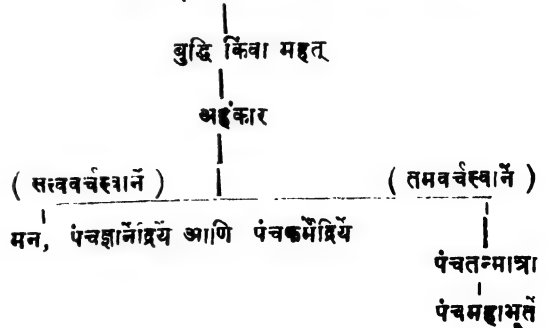 बुद्धि किंवा महत्
अहंकार
( सत्त्ववर्चस्वानें ) ( तमवर्चस्वानें )
मन, पंचज्ञानेंद्रियें आणि पंचकर्मेंद्रियें
पंचतन्मात्रा
पंचमहाभूतें